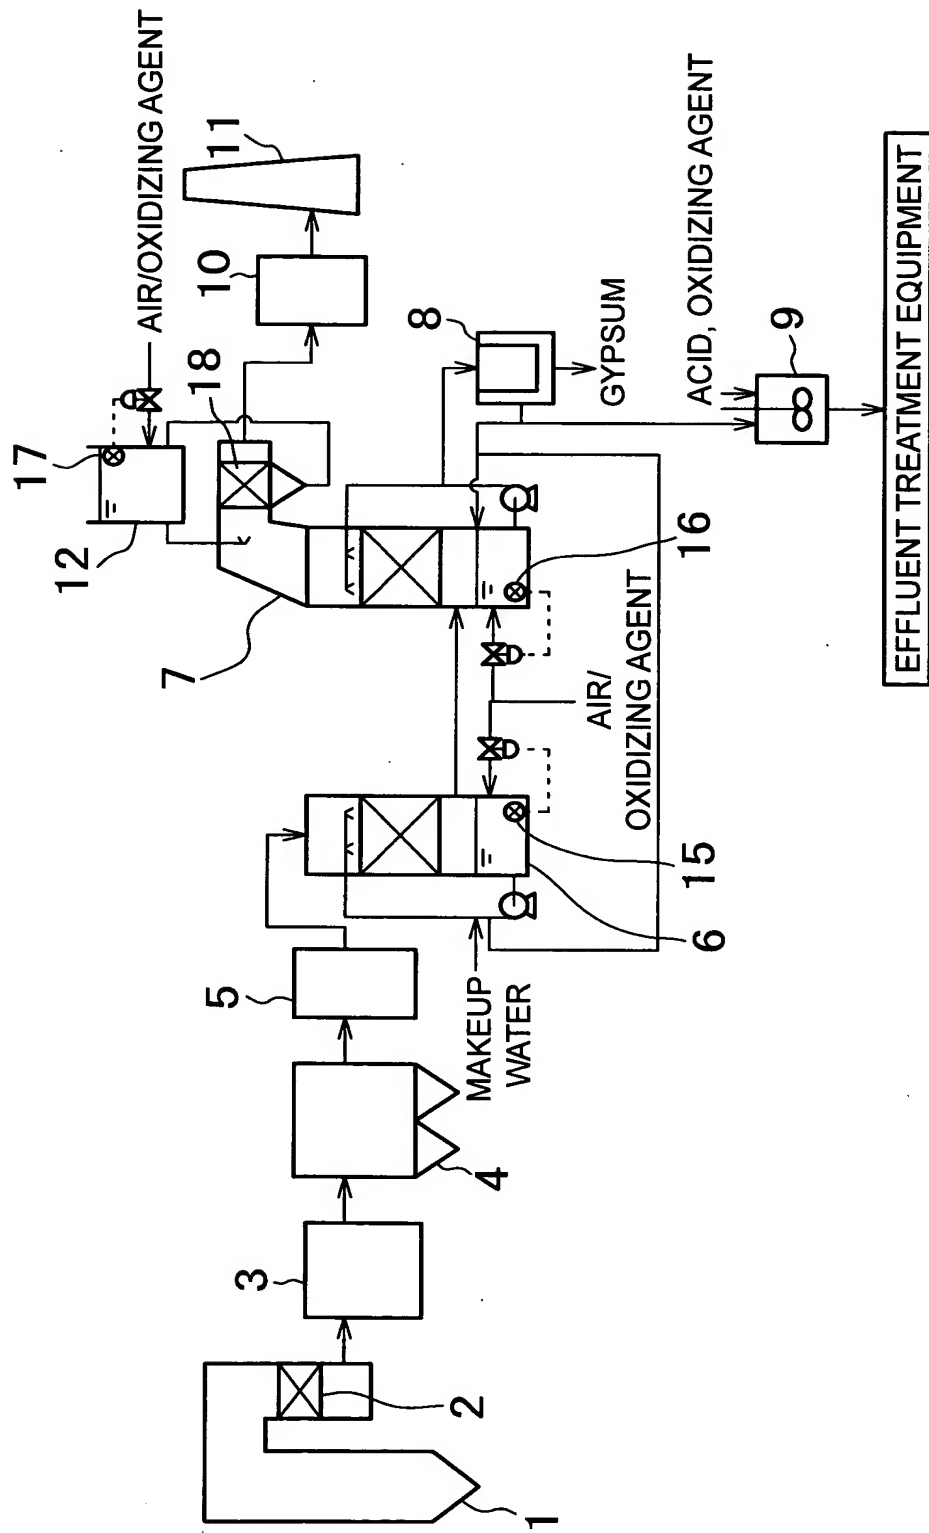 17
AIR/OXIDIZING AGENT
12
18
10
11
7
8
GYPSUM
ACID, OXIDIZING AGENT
9
EFFLUENT TREATMENT EQUIPMENT
16
AIR/
OXIDIZING AGENT
15
6
5
MAKEUP
WATER
4
3
2
1